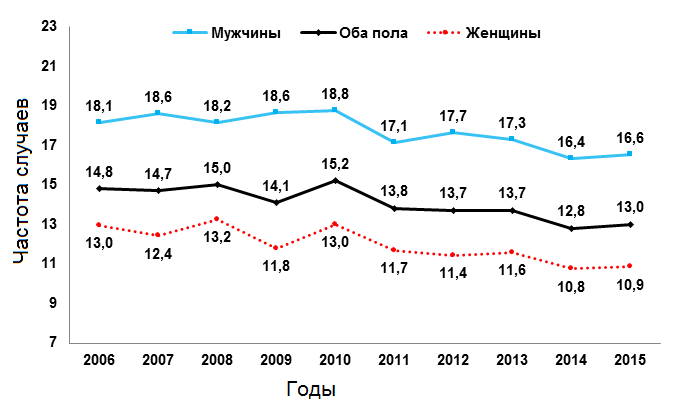 Мужчины Оба пола Женщины
Частота случаев
23
21
19
17
15
13
11
9
7
18,1 18,6 18,2 18,6 18,8 17,1 17,7 17,3 16,4 16,6
14,8 14,7 15,0 14,1 15,2 13,8 13,7 13,7 12,8 13,0
13,0 12,4 13,2 11,8 13,0 11,7 11,4 11,6 10,8 10,9
2006 2007 2008 2009 2010 2011 2012 2013 2014 2015
Годы